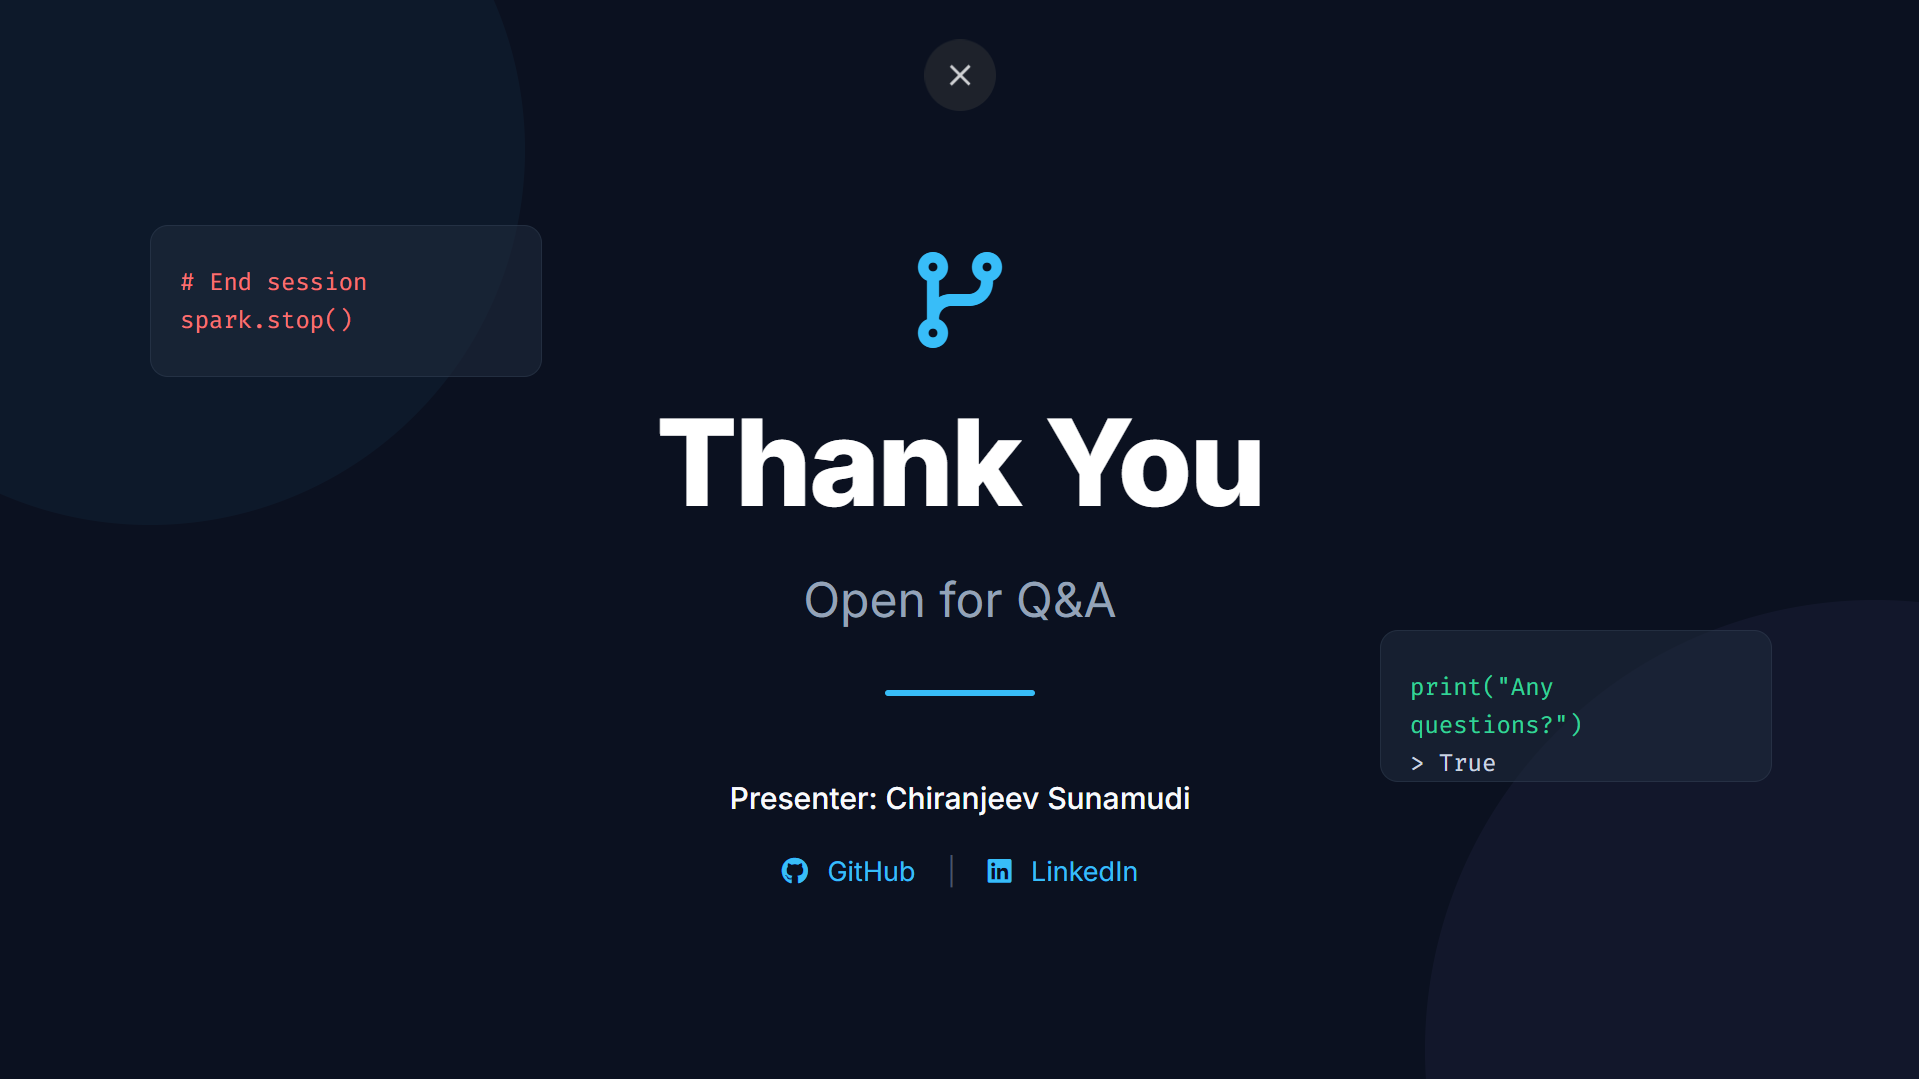 # End session
spark.stop()
Thank You
Open for Q&A
print("Any
questions?")
> True
Presenter: Chiranjeev Sunamudi
GitHub | LinkedIn